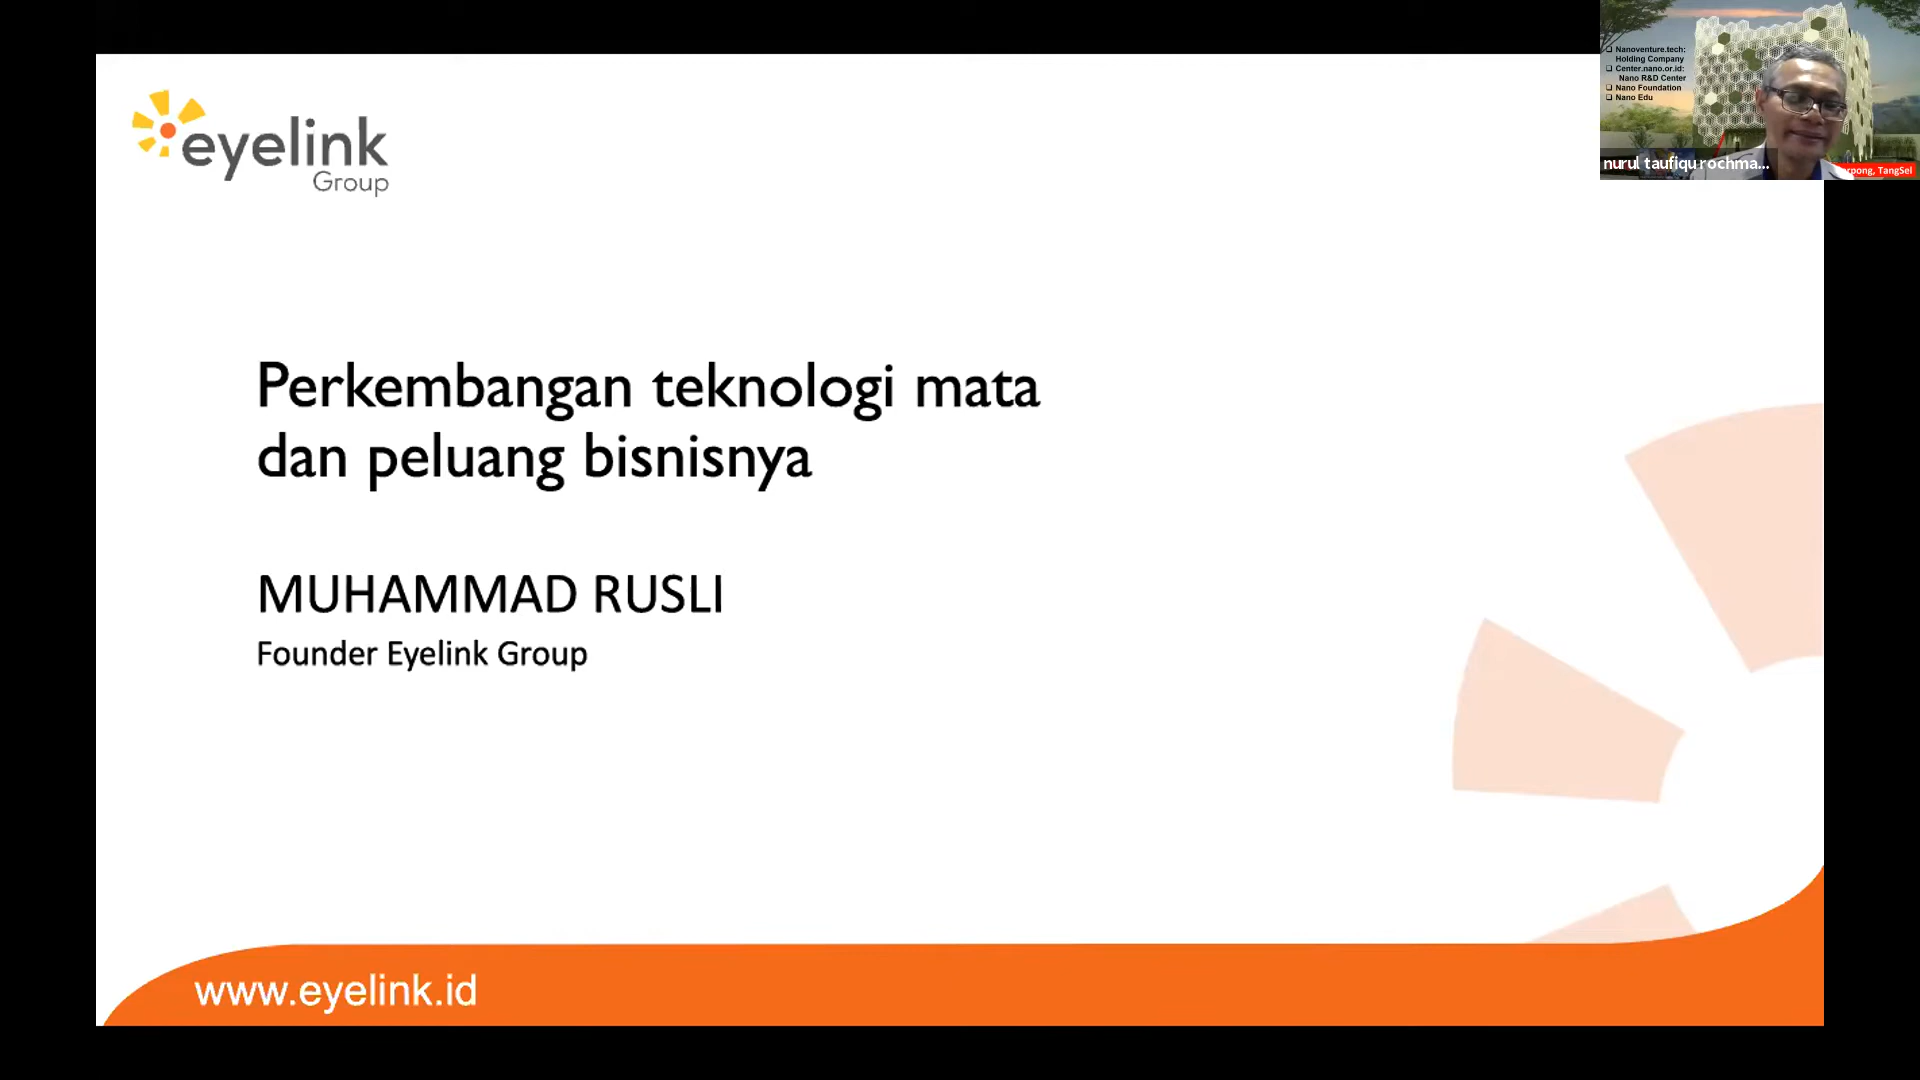 eyelink
Group
Perkembangan teknologi mata
dan peluang bisnisnya
MUHAMMAD RUSLI
Founder Eyelink Group
www.eyelink.id
❑ Nanoventure.tech:
Holding Company
❑ Center.nano.or.id:
Nano R&D Center
❑ Nano Foundation
❑ Nano Edu
nurul taufiqu rochma...
TangSel